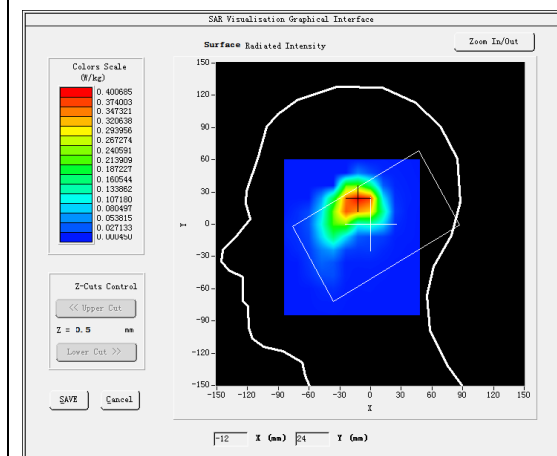 SAR Visualisation Graphical Interface
Surface Radiated Intensity
Zoom In/Out
Colors Scale
(W/kg)
0.400685
0.374003
0.347321
0.320638
0.293956
0.267274
0.240591
0.213909
0.187227
0.160544
0.133862
0.107180
0.080497
0.053815
0.027133
0.000450
150
120
90
60
30
0
-30
-60
-90
-120
-150
Y
-150 -120 -90 -60 -30 0 30 60 90 120 150
X
Z-Cuts Control
<< Upper Cut
Z = 0.5 mm
Lower Cut >>
SAVE Cancel
-12 X (mm) 24 Y (mm)